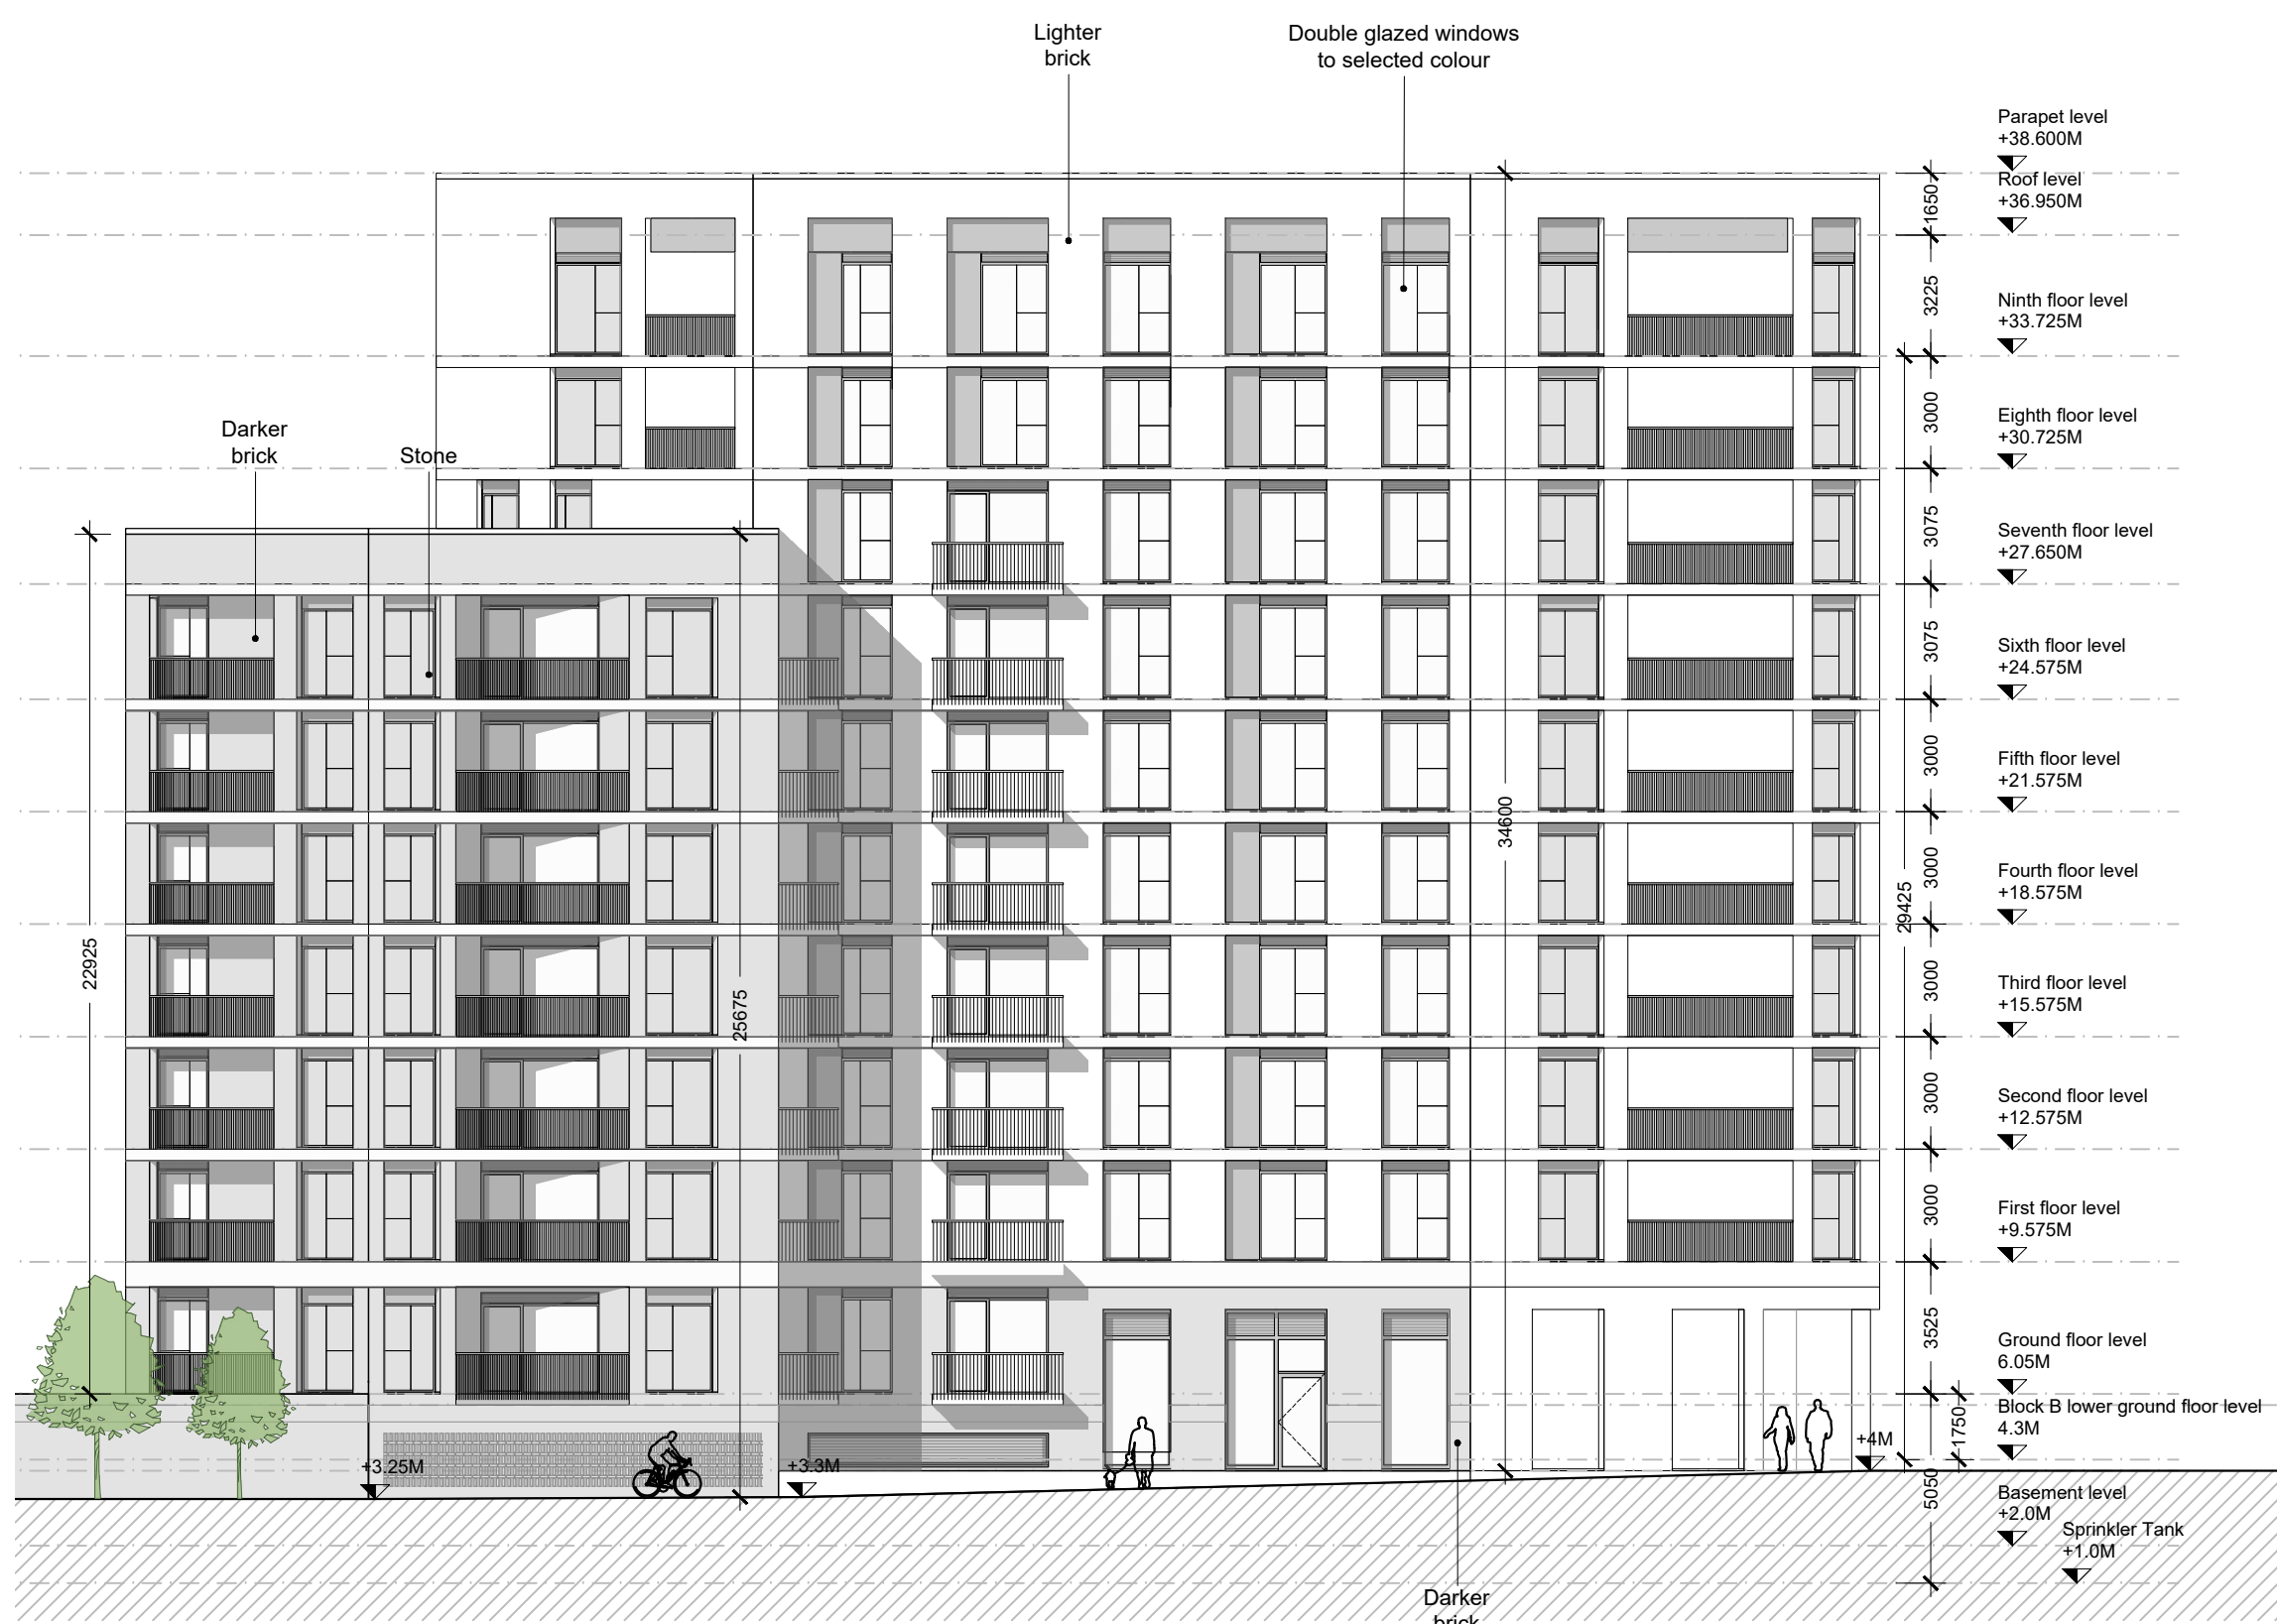 Lighter
brick
Double glazed windows
to selected colour
Parapet level
+38.600M
Roof level
+36.950M
1650
3225
Ninth floor level
+33.725M
3000
Eighth floor level
+30.725M
Darker
brick
Stone
3075
Seventh floor level
+27.650M
3075
Sixth floor level
+24.575M
3000
Fifth floor level
+21.575M
34600
3000
Fourth floor level
+18.575M
29425
22925
25675
3000
Third floor level
+15.575M
3000
Second floor level
+12.575M
3000
First floor level
+9.575M
3525
Ground floor level
6.05M
Block B lower ground floor level
4.3M
1750
+4M
+3.25M
+3.3M
5050
Basement level
+2.0M
Sprinkler Tank
+1.0M
Darker
brick